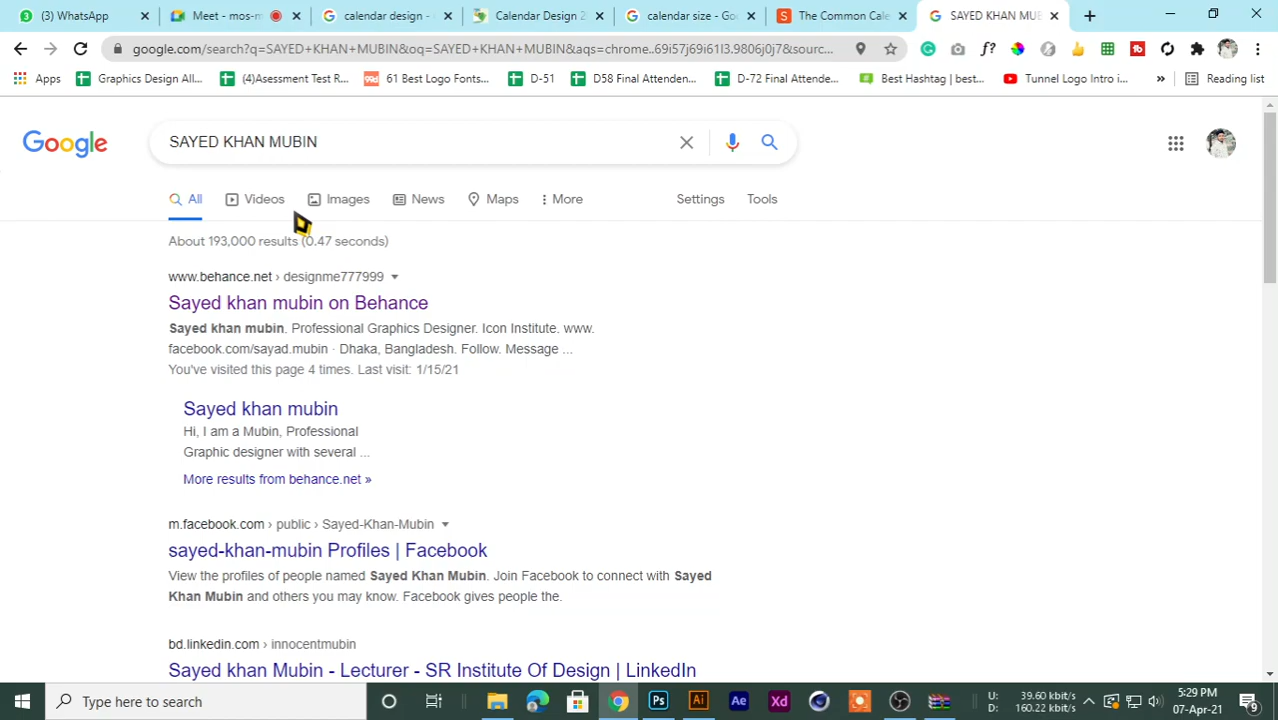 (3) WhatsApp
Meet - mos-m
calendar design -
Calendar Design 2
calendar size - Goo
The Common Cale
SAYED KHAN MUB
google.com/search?q=SAYED+KHAN+MUBIN&oq=SAYED+KHAN+MUBIN&aqs=chrome..69i57j69i61l3.9806j0j7&sourc...
Apps
Graphics Design All...
(4)Asessment Test R...
61 Best Logo Fonts...
D-51
D58 Final Attenden...
D-72 Final Attende...
Best Hashtag | best...
Tunnel Logo Intro i...
»
Reading list
Google
SAYED KHAN MUBIN
All
Videos
Images
News
Maps
More
Settings
Tools
About 193,000 results (0.47 seconds)
www.behance.net › designme777999
Sayed khan mubin on Behance
Sayed khan mubin. Professional Graphics Designer. Icon Institute. www.
facebook.com/sayad.mubin · Dhaka, Bangladesh. Follow. Message ...
You've visited this page 4 times. Last visit: 1/15/21
Sayed khan mubin
Hi, I am a Mubin, Professional
Graphic designer with several ...
More results from behance.net »
m.facebook.com › public › Sayed-Khan-Mubin
sayed-khan-mubin Profiles | Facebook
View the profiles of people named Sayed Khan Mubin. Join Facebook to connect with Sayed
Khan Mubin and others you may know. Facebook gives people the.
bd.linkedin.com › innocentmubin
Sayed khan Mubin - Lecturer - SR Institute Of Design | LinkedIn
Type here to search
Ps
Ai
Ae
Xd
U: 39.60 kbit/s
D: 160.22 kbit/s
5:29 PM
07-Apr-21
9